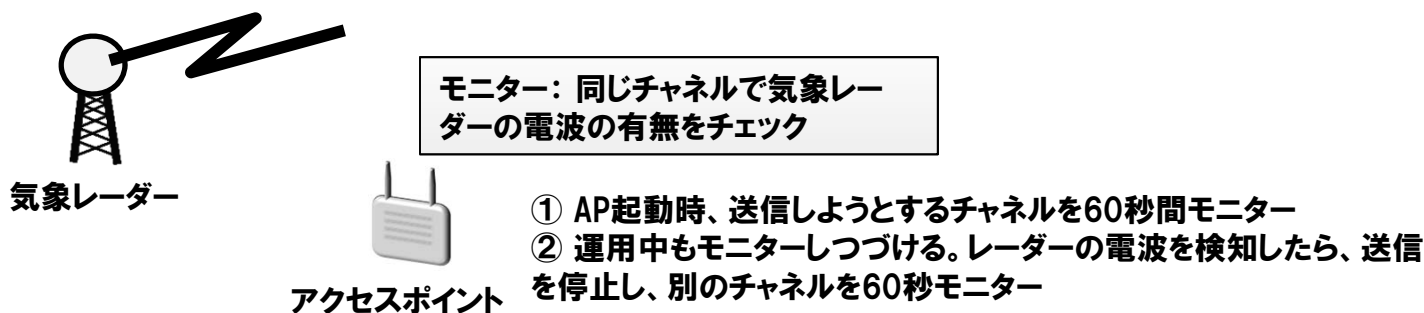 モニター： 同じチャネルで気象レー
ダーの電波の有無をチェック
気象レーダー
① AP起動時、送信しようとするチャネルを60秒間モニター
② 運用中もモニターしつづける。レーダーの電波を検知したら、送信
を停止し、別のチャネルを60秒モニター
アクセスポイント